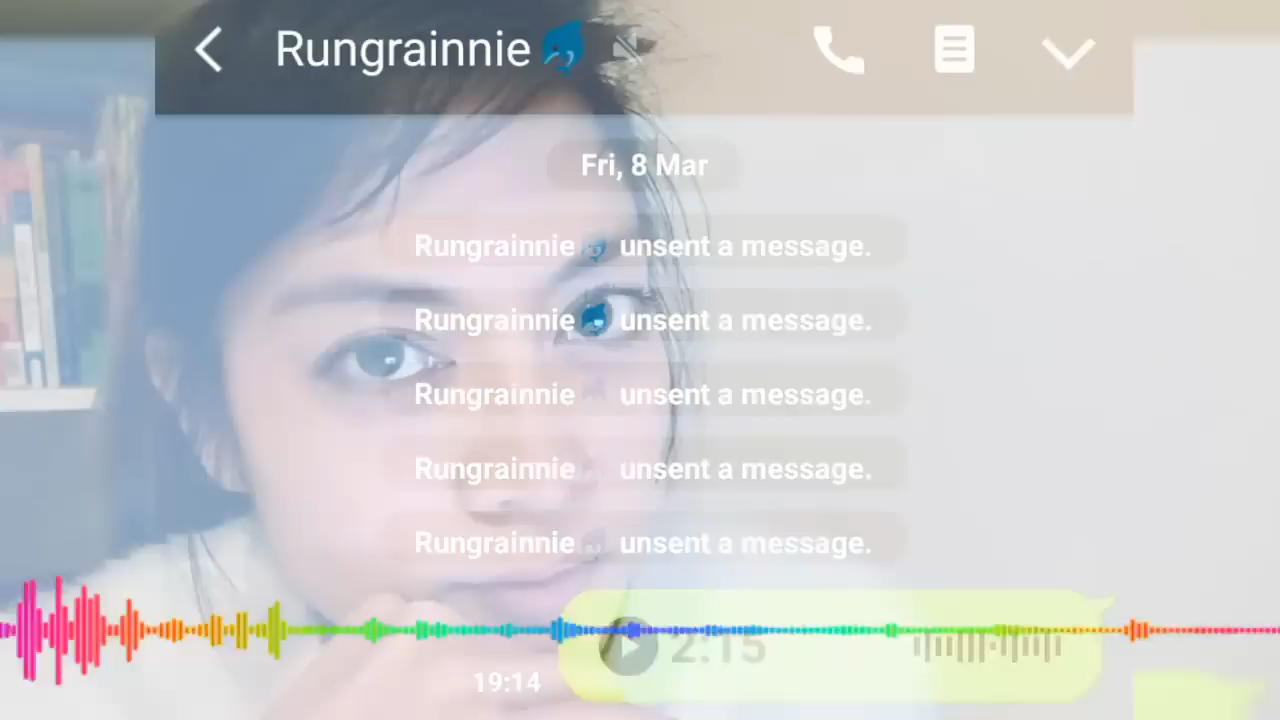 Rungrainnie
Fri, 8 Mar
Rungrainnie unsent a message.
Rungrainnie unsent a message.
Rungrainnie unsent a message.
Rungrainnie unsent a message.
Rungrainnie unsent a message.
2:15
19:14